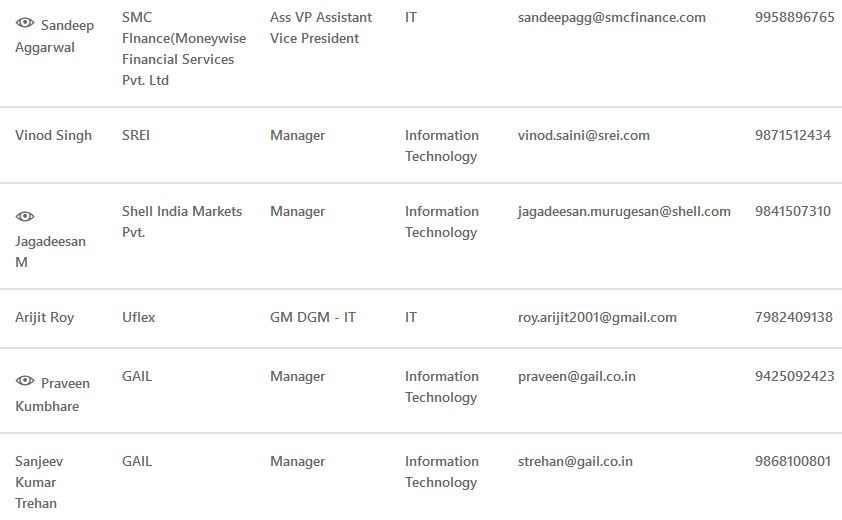 Sandeep Aggarwal SMC FInance(Moneywise Financial Services Pvt. Ltd Ass VP Assistant Vice President IT sandeepagg@smcfinance.com 9958896765
Vinod Singh SREI Manager Information Technology vinod.saini@srei.com 9871512434
Jagadeesan M Shell India Markets Pvt. Manager Information Technology jagadeesan.murugesan@shell.com 9841507310
Arijit Roy Uflex GM DGM - IT IT roy.arijit2001@gmail.com 7982409138
Praveen Kumbhare GAIL Manager Information Technology praveen@gail.co.in 9425092423
Sanjeev Kumar Trehan GAIL Manager Information Technology strehan@gail.co.in 9868100801